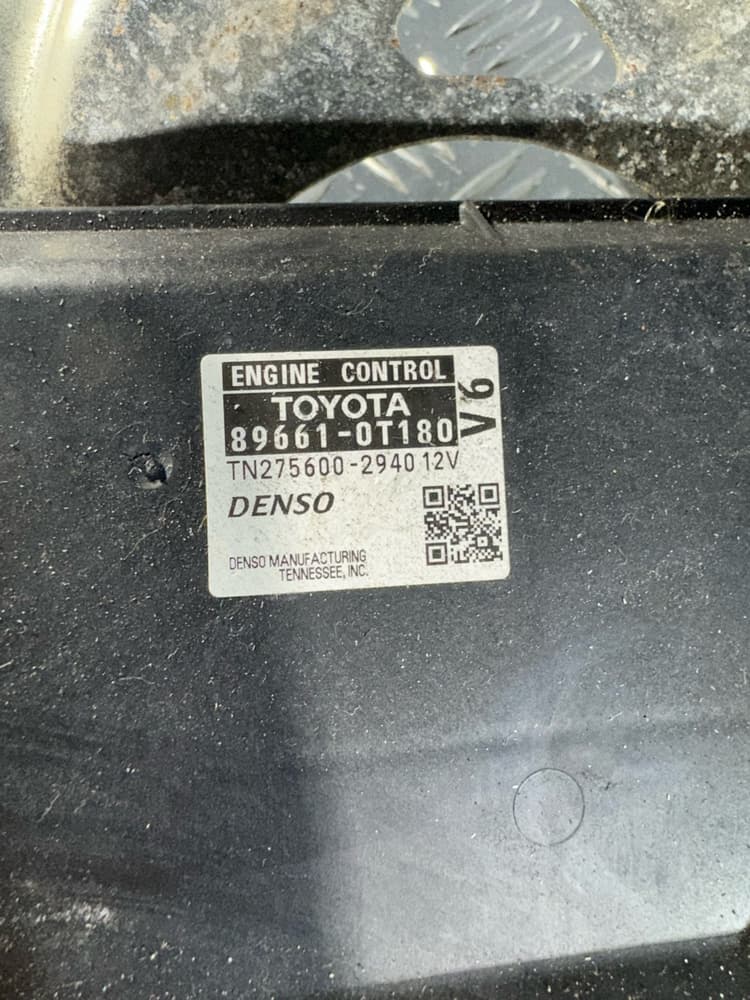 ENGINE CONTROL
TOYOTA
89661-0T180
V6
TN275600-2940 12V
DENSO
DENSO MANUFACTURING
TENNESSEE, INC.